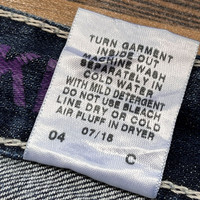 TURN GARMENT
INSIDE OUT
MACHINE WASH
SEPARATELY IN
COLD WATER
WITH MILD DETERGENT
DO NOT USE BLEACH
LINE DRY OR COLD
AIR FLUFF IN DRYER
04 07/18 C